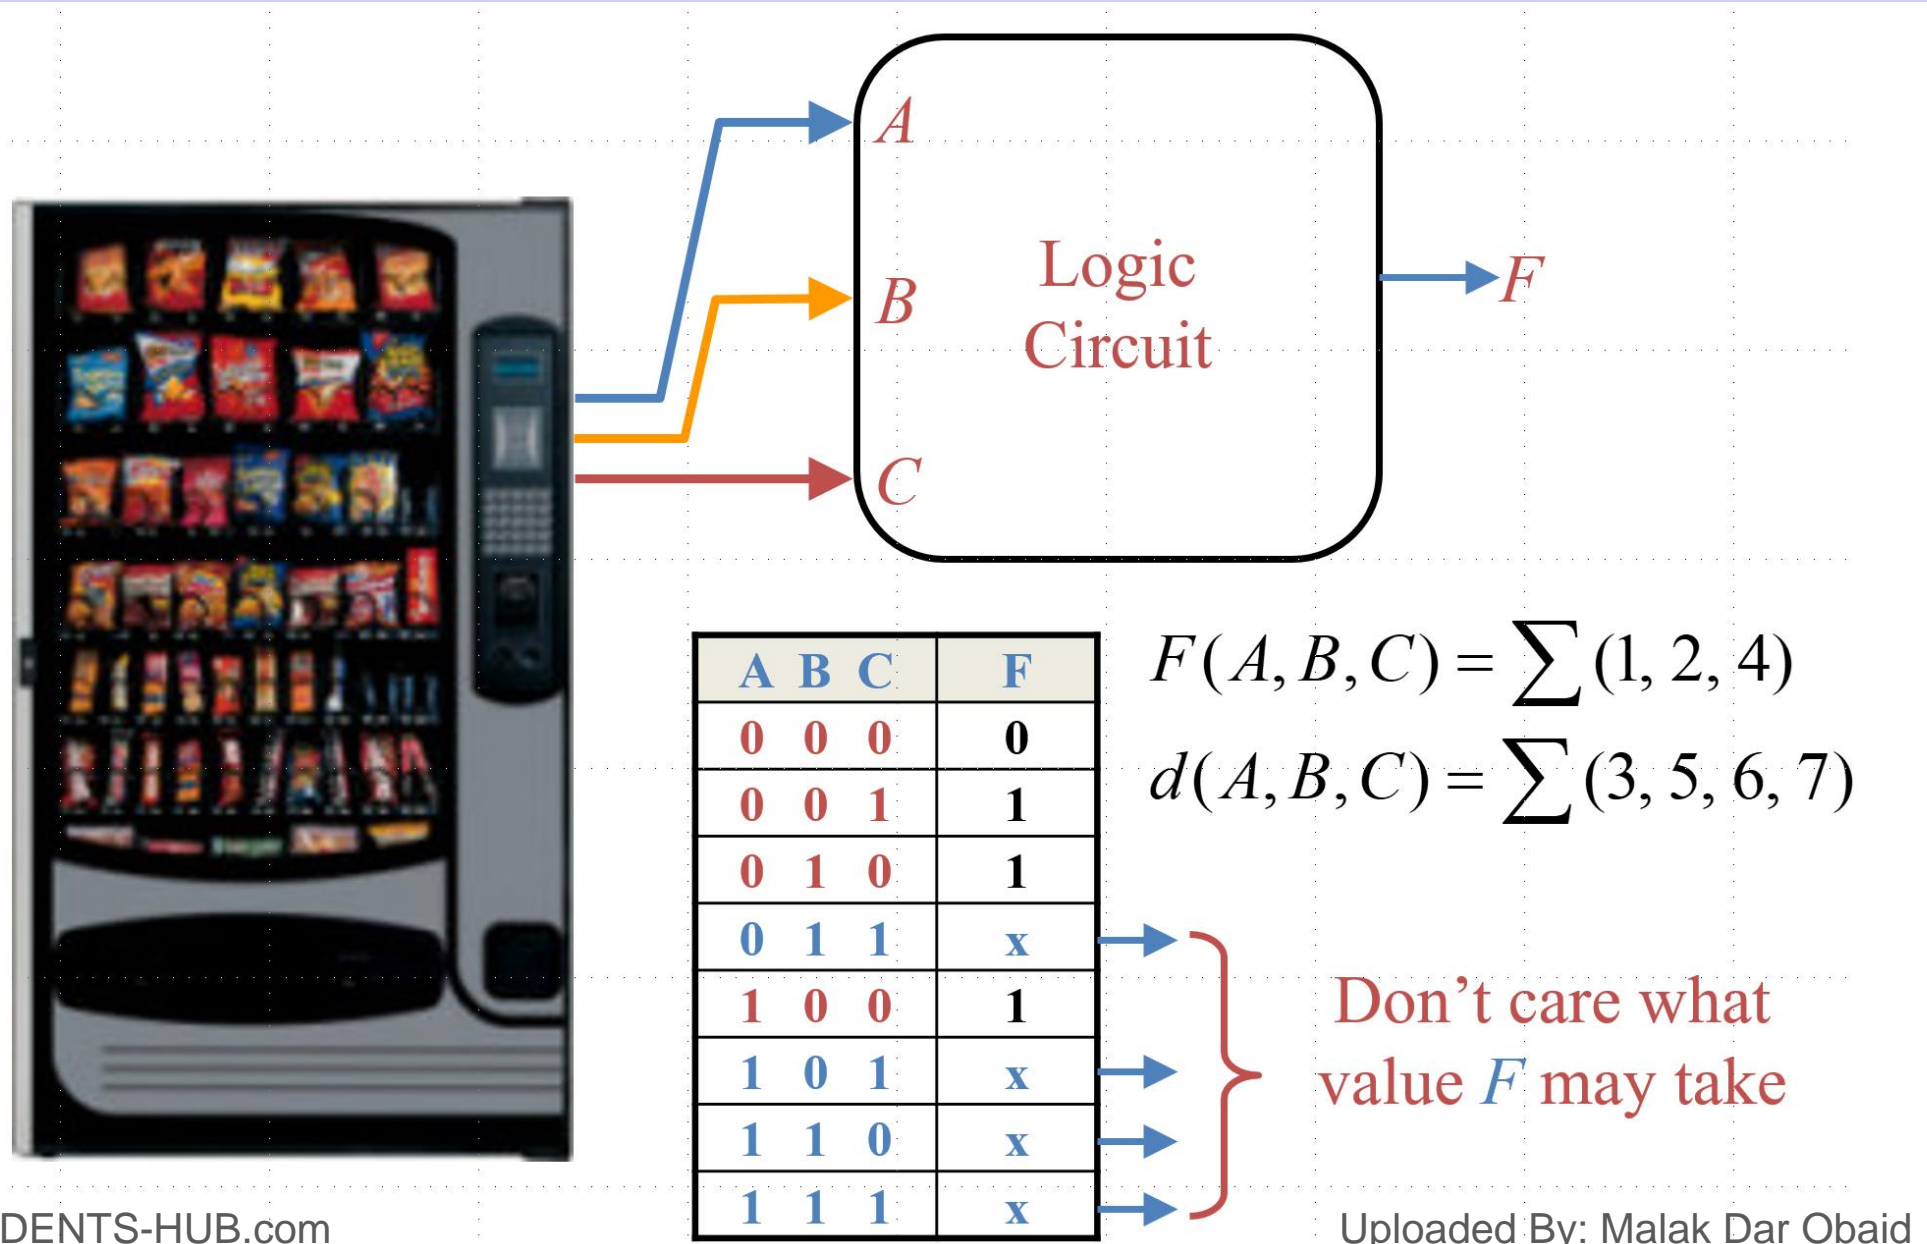 A
B
C
Logic
Circuit
F
A B C F
0 0 0 0
0 0 1 1
0 1 0 1
0 1 1 x
1 0 0 1
1 0 1 x
1 1 0 x
1 1 1 x
F(A, B, C) = ∑(1, 2, 4)
d(A, B, C) = ∑(3, 5, 6, 7)
Don't care what
value F may take
DENTS-HUB.com
Uploaded By: Malak Dar Obaid